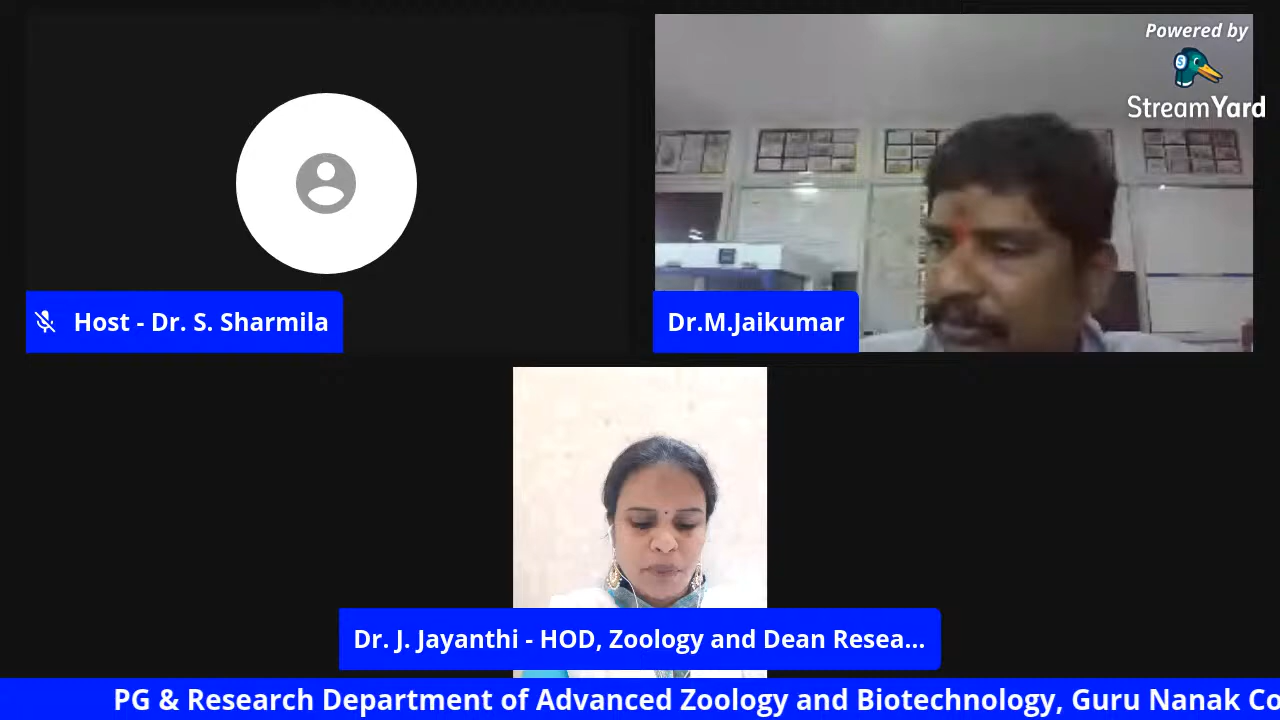 Powered by
StreamYard
Host - Dr. S. Sharmila
Dr.M.Jaikumar
Dr. J. Jayanthi - HOD, Zoology and Dean Resea...
PG & Research Department of Advanced Zoology and Biotechnology, Guru Nanak Co